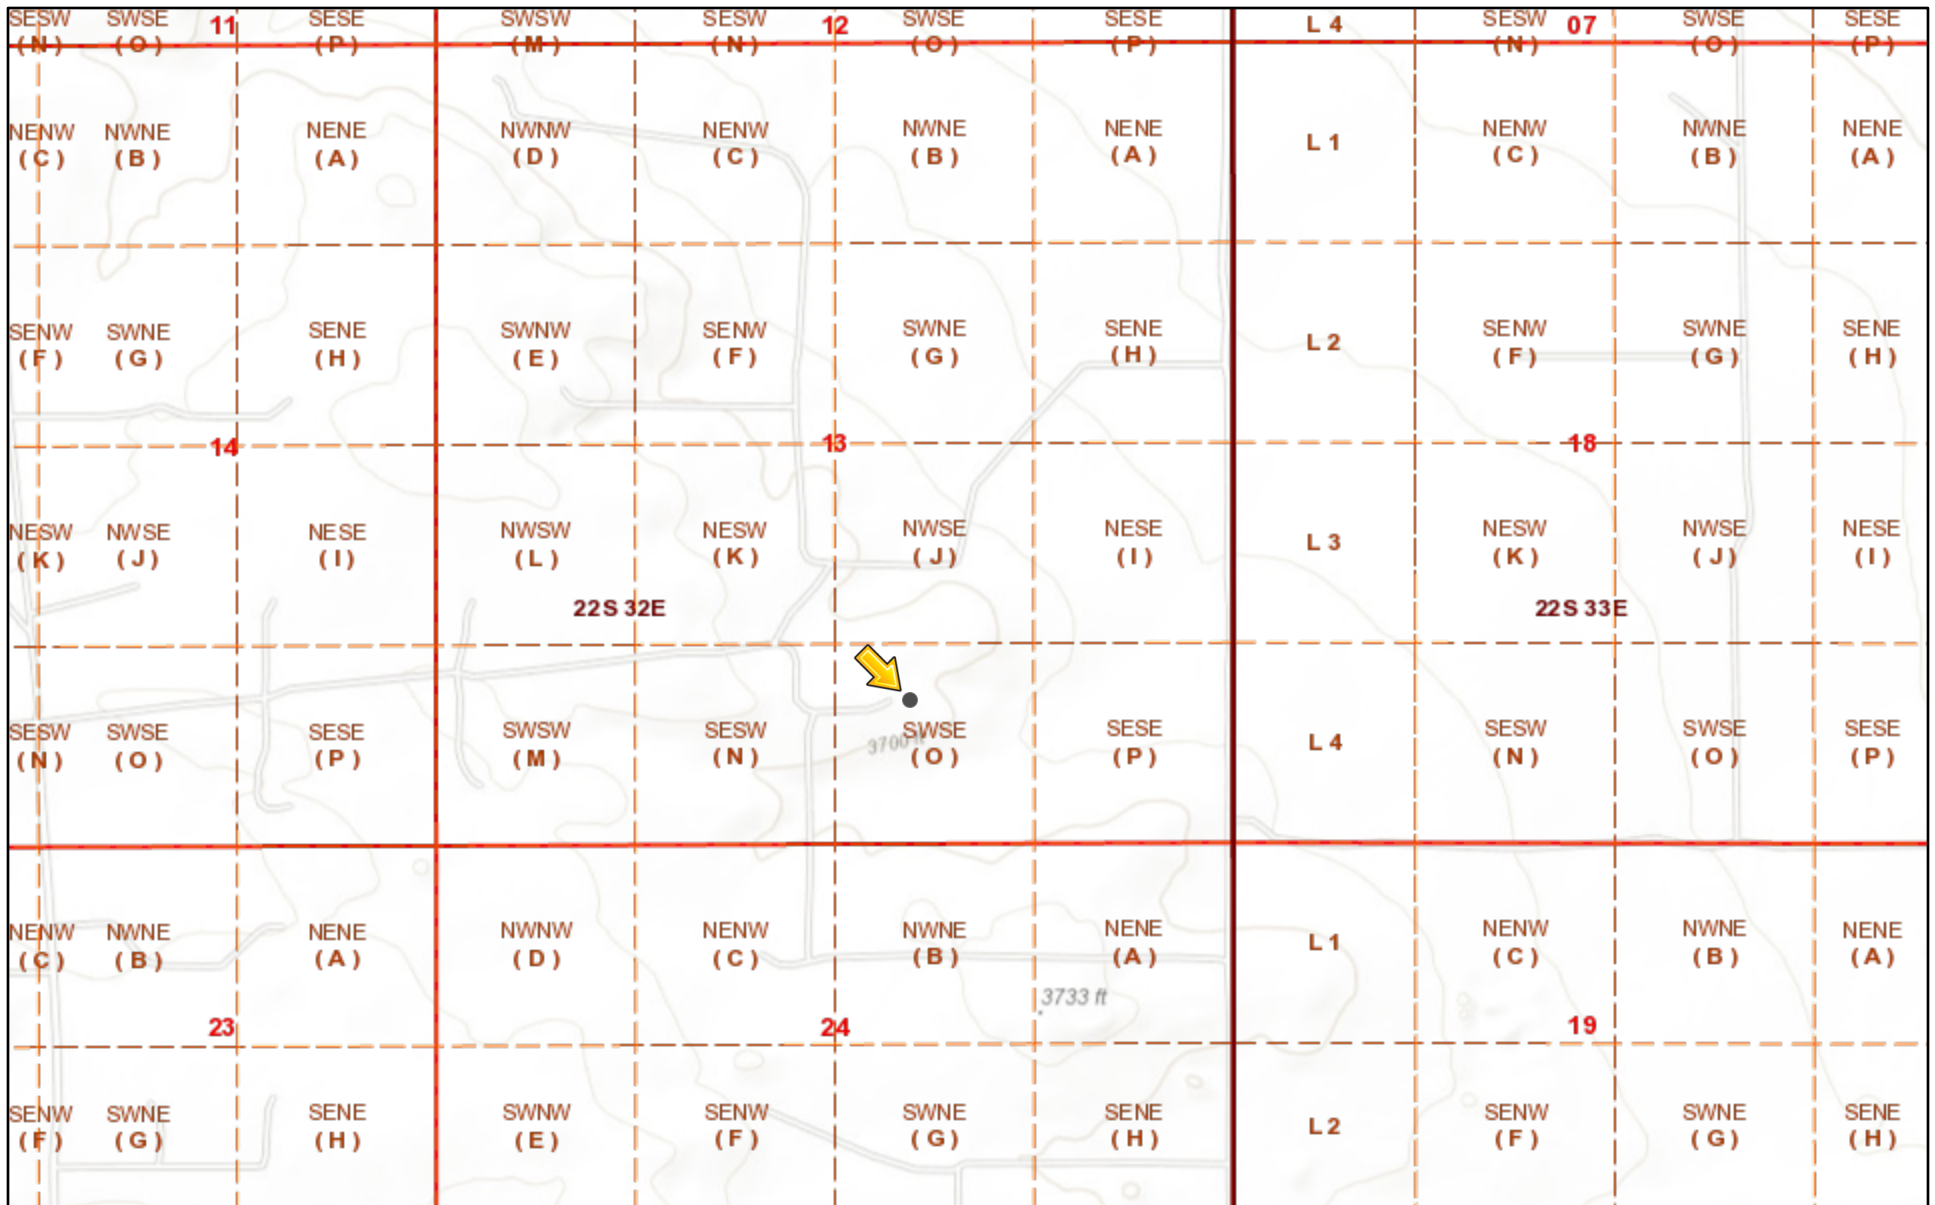 SESW SWSE 11 SESE SWSW SESW 12 SWSE SESE L 4 SESW 07 SWSE SESE
(N) (O) (P) (M) (N) (O) (P) (N) (O) (P)
NENW NWNE NENE NWNW NENW NWNE NENE L 1 NENW NWNE NENE
(C) (B) (A) (D) (C) (B) (A) (C) (B) (A)
SENW SWNE SENE SWNW SENW SWNE SENE L 2 SENW SWNE SENE
(F) (G) (H) (E) (F) (G) (H) (F) (G) (H)
14 13 18
NESW NWSE NESE NWSW NESW NWSE NESE L 3 NESW NWSE NESE
(K) (J) (I) (L) (K) (J) (I) (K) (J) (I)
22S 32E 22S 33E
SESW SWSE SESE SWSW SESW SWSE SESE L 4 SESW SWSE SESE
3700 ft
(N) (O) (P) (M) (N) (O) (P) (N) (O) (P)
NENW NWNE NENE NWNW NENW NWNE NENE L 1 NENW NWNE NENE
(C) (B) (A) (D) (C) (B) (A) (C) (B) (A)
3733 ft
23 24 19
SENW SWNE SENE SWNW SENW SWNE SENE L 2 SENW SWNE SENE
(F) (G) (H) (E) (F) (G) (H) (F) (G) (H)